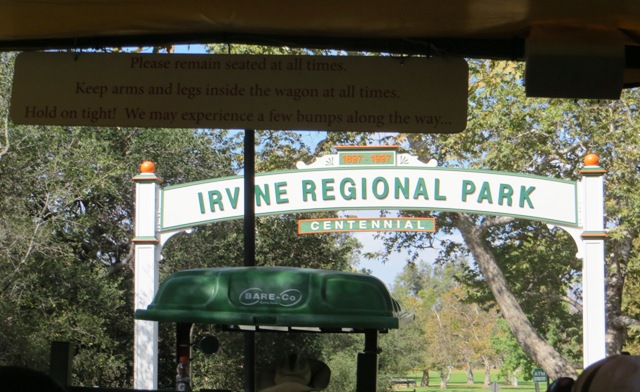 Please remain seated at all times.
Keep arms and legs inside the wagon at all times.
Hold on tight! We may experience a few bumps along the way...
1897-1997
IRVINE REGIONAL PARK
CENTENNIAL
BARE-CO
ATM